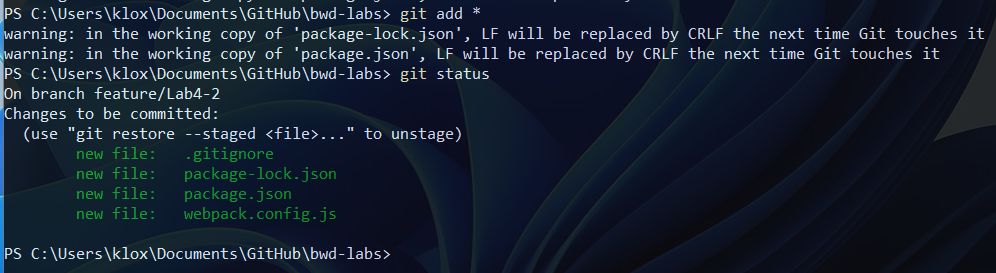 PS C:\Users\klox\Documents\GitHub\bwd-labs> git add *
warning: in the working copy of 'package-lock.json', LF will be replaced by CRLF the next time Git touches it
warning: in the working copy of 'package.json', LF will be replaced by CRLF the next time Git touches it
PS C:\Users\klox\Documents\GitHub\bwd-labs> git status
On branch feature/Lab4-2
Changes to be committed:
  (use "git restore --staged <file>..." to unstage)
        new file:   .gitignore
        new file:   package-lock.json
        new file:   package.json
        new file:   webpack.config.js
PS C:\Users\klox\Documents\GitHub\bwd-labs>